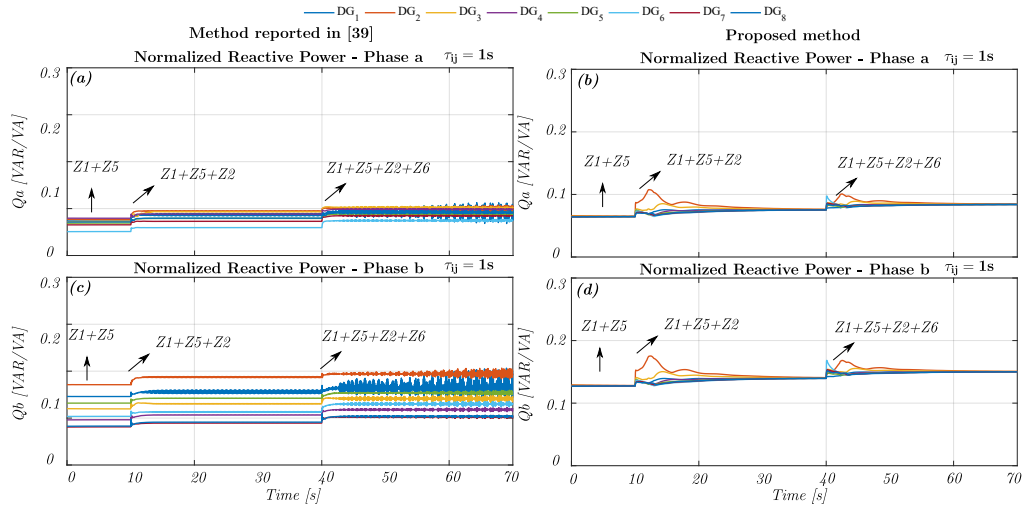 DG1 DG2 DG3 DG4 DG5 DG6 DG7 DG8
Method reported in [39]
Normalized Reactive Power - Phase a τij = 1s
(a)
0.3
0.2
0.1
0
Qa [VAR/VA]
Z1+Z5
Z1+Z5+Z2
Z1+Z5+Z2+Z6
Proposed method
Normalized Reactive Power - Phase a τij = 1s
(b)
0.3
0.2
0.1
0
Qa [VAR/VA]
Z1+Z5
Z1+Z5+Z2
Z1+Z5+Z2+Z6
Normalized Reactive Power - Phase b τij = 1s
(c)
0.3
0.2
0.1
0
Qb [VAR/VA]
Z1+Z5
Z1+Z5+Z2
Z1+Z5+Z2+Z6
0 10 20 30 40 50 60 70
Time [s]
Normalized Reactive Power - Phase b τij = 1s
(d)
0.3
0.2
0.1
0
Qb [VAR/VA]
Z1+Z5
Z1+Z5+Z2
Z1+Z5+Z2+Z6
0 10 20 30 40 50 60 70
Time [s]